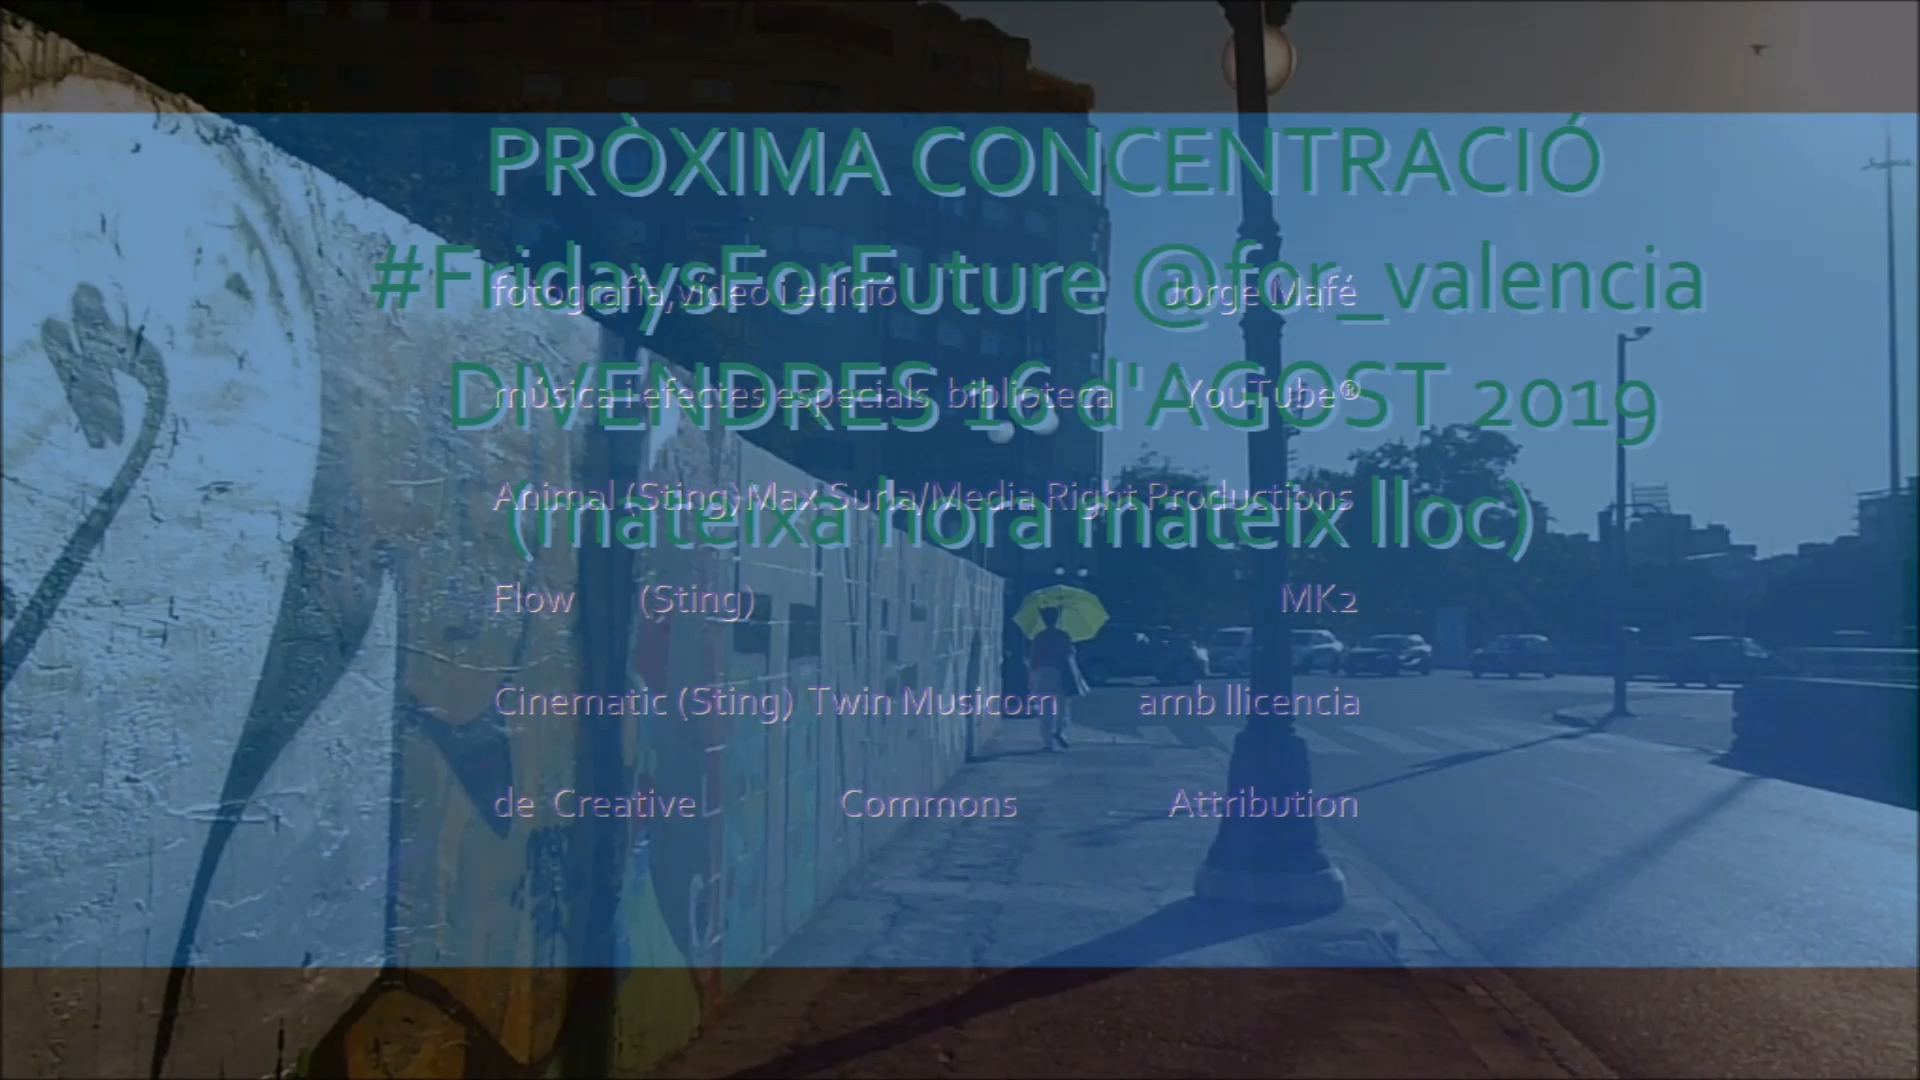 PRÒXIMA CONCENTRACIÓ
#FridaysForFuture @for_valencia
DIVENDRES 16 d'AGOST 2019
(mateixa hora mateix lloc)
fotografia,vídeo i edició Jorge Mafé
música i efectes especials biblioteca YouTube®
Animal (Sting) Max Surla/Media Right Productions
Flow (Sting) MK2
Cinematic (Sting) Twin Musicom amb llicencia
de Creative Commons Attribution